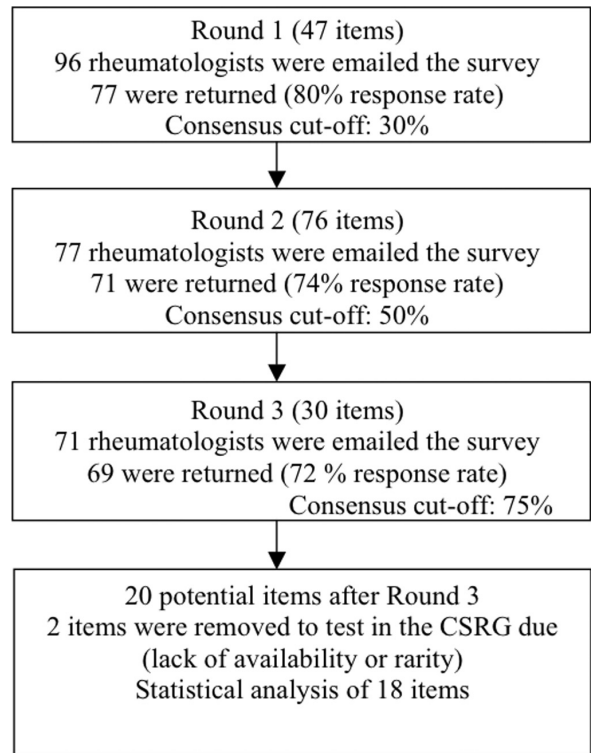 Round 1 (47 items)
96 rheumatologists were emailed the survey
77 were returned (80% response rate)
Consensus cut-off: 30%
Round 2 (76 items)
77 rheumatologists were emailed the survey
71 were returned (74% response rate)
Consensus cut-off: 50%
Round 3 (30 items)
71 rheumatologists were emailed the survey
69 were returned (72 % response rate)
Consensus cut-off: 75%
20 potential items after Round 3
2 items were removed to test in the CSRG due
(lack of availability or rarity)
Statistical analysis of 18 items